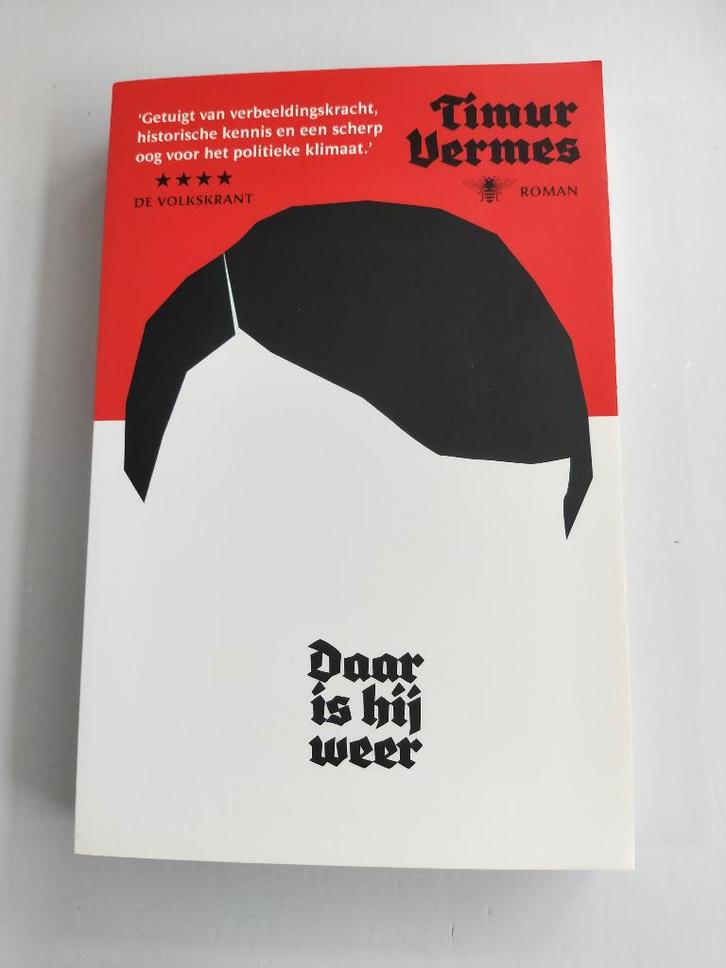 ‘Getuigt van verbeeldingskracht,
historische kennis en een scherp
oog voor het politieke klimaat.’
★★★★
DE VOLKSKRANT
Timur
Vermes
ROMAN
Daar
is hij
weer